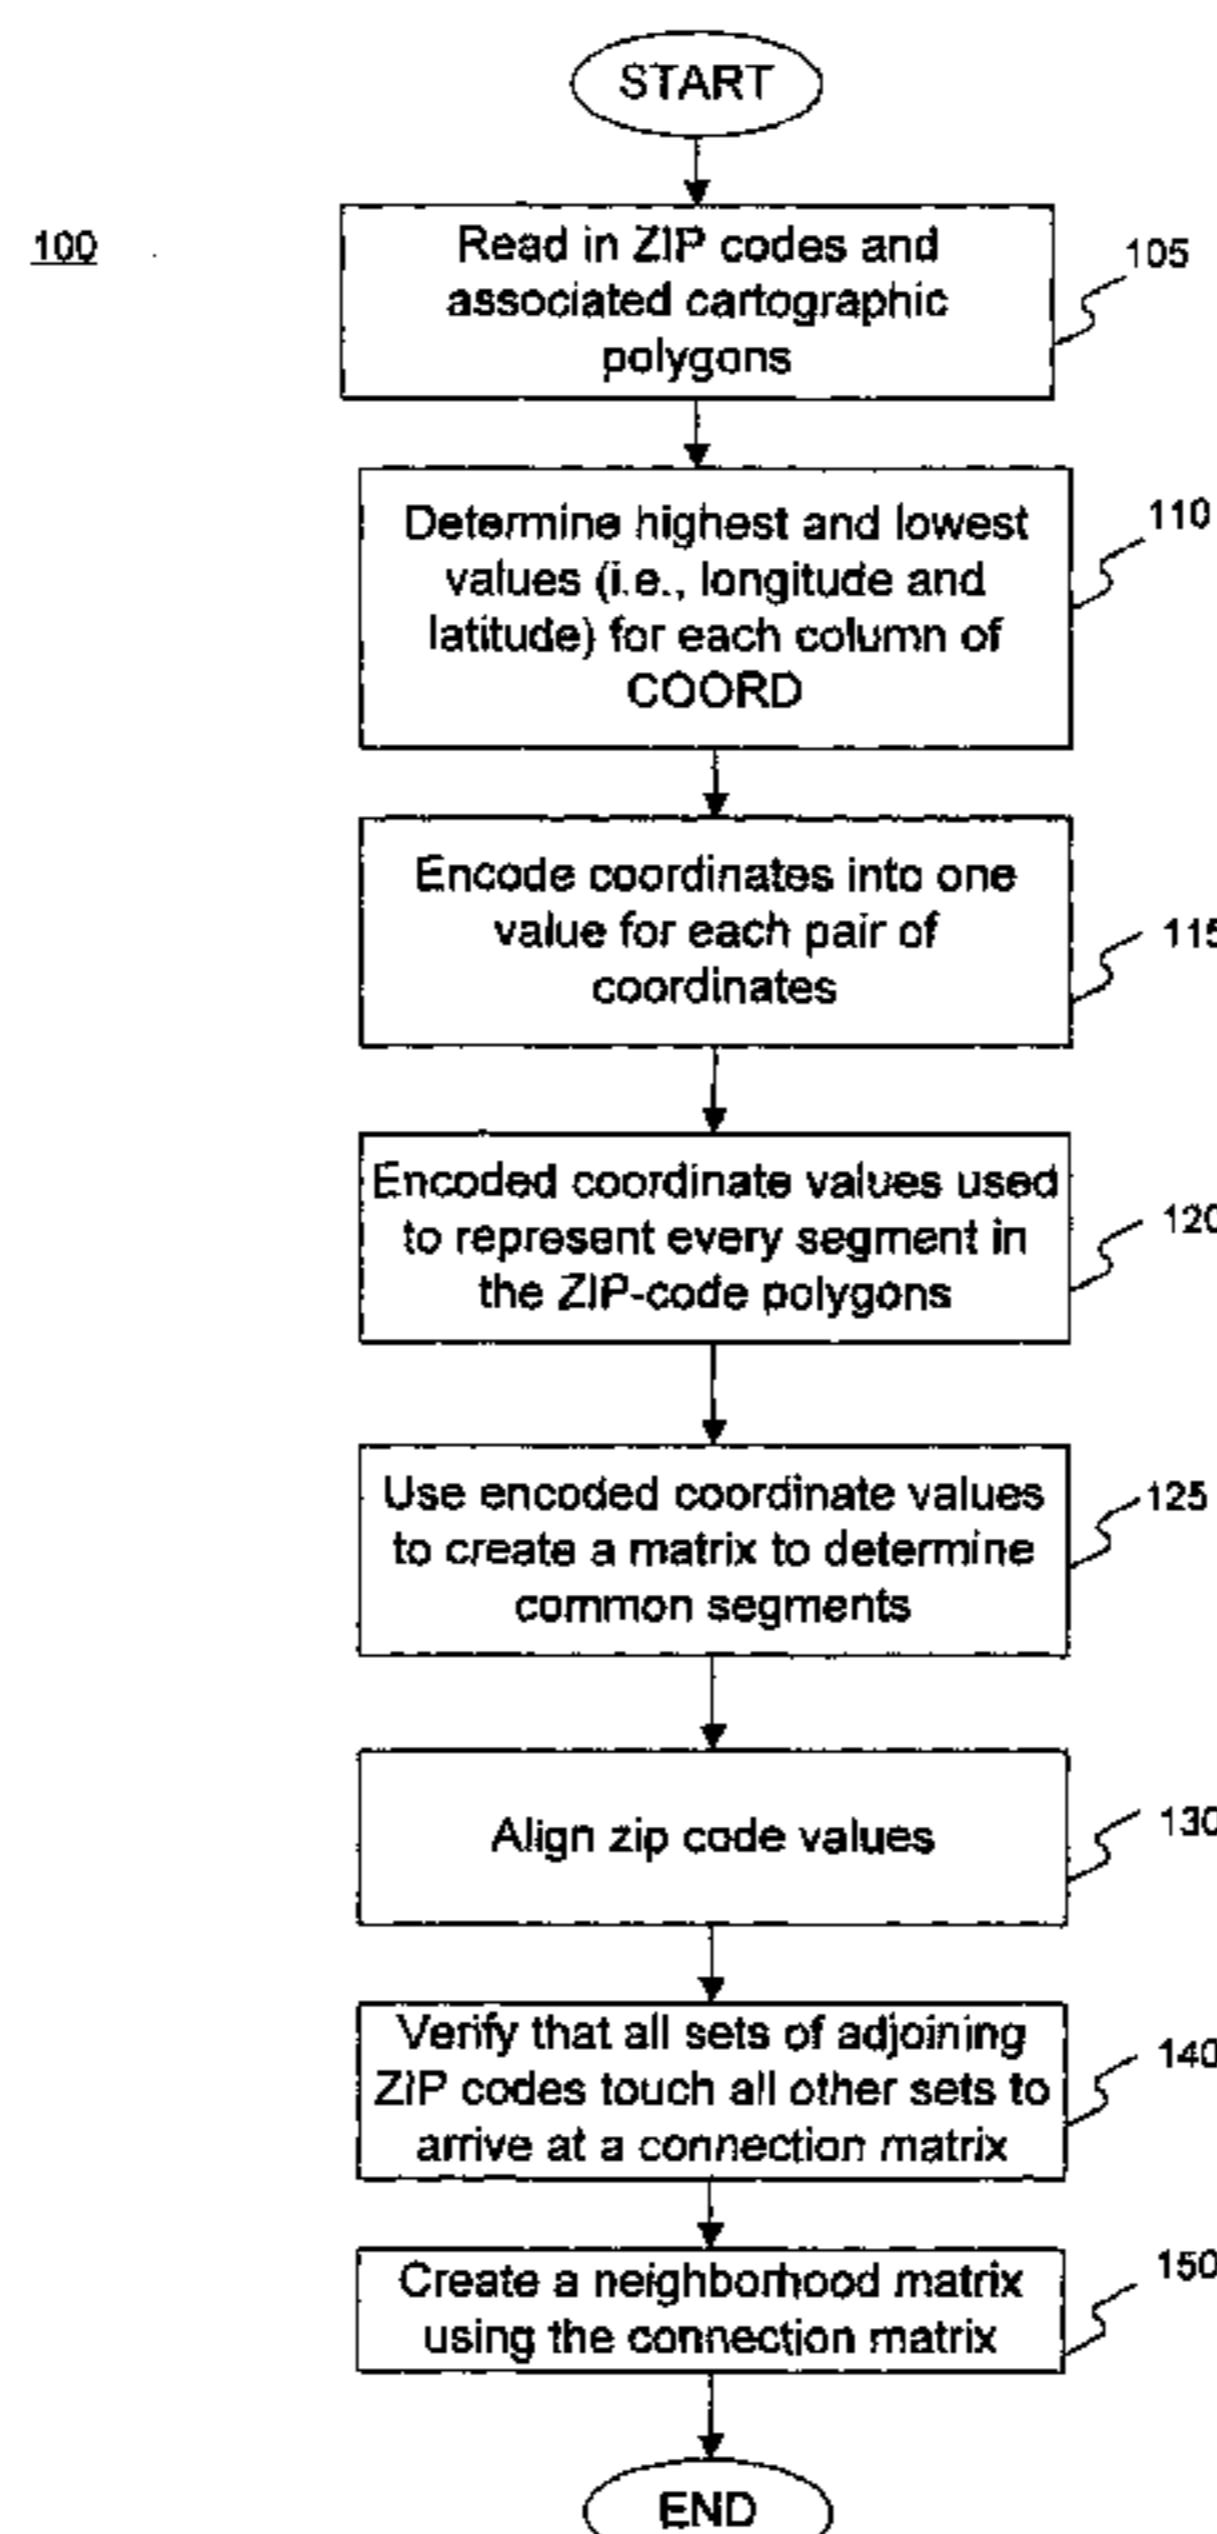 START
100
Read in ZIP codes and
associated cartographic
polygons
105
Determine highest and lowest
values (i.e., longitude and
latitude) for each column of
COORD
110
Encode coordinates into one
value for each pair of
coordinates
115
Encoded coordinate values used
to represent every segment in
the ZIP-code polygons
120
Use encoded coordinate values
to create a matrix to determine
common segments
125
Align zip code values
130
Verify that all sets of adjoining
ZIP codes touch all other sets to
arrive at a connection matrix
140
Create a neighborhood matrix
using the connection matrix
150
END